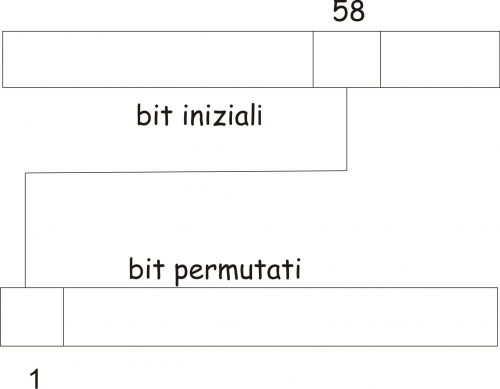 58
bit iniziali
bit permutati
1